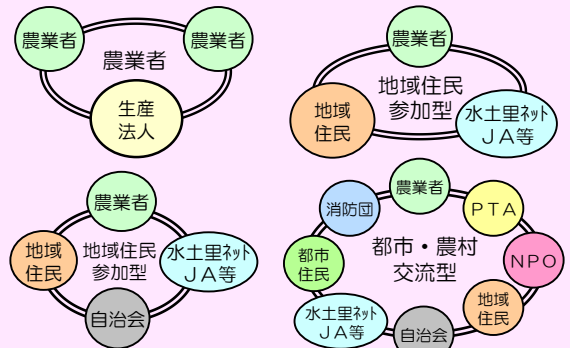 農業者
農業者
農業者
生産
法人
農業者
地域住民
参加型
地域
住民
水土里ネット
ＪＡ等
農業者
地域
住民
地域住民
参加型
水土里ネット
ＪＡ等
自治会
農業者
消防団
ＰＴＡ
都市
住民
都市・農村
交流型
ＮＰＯ
地域
住民
水土里ネット
ＪＡ等
自治会